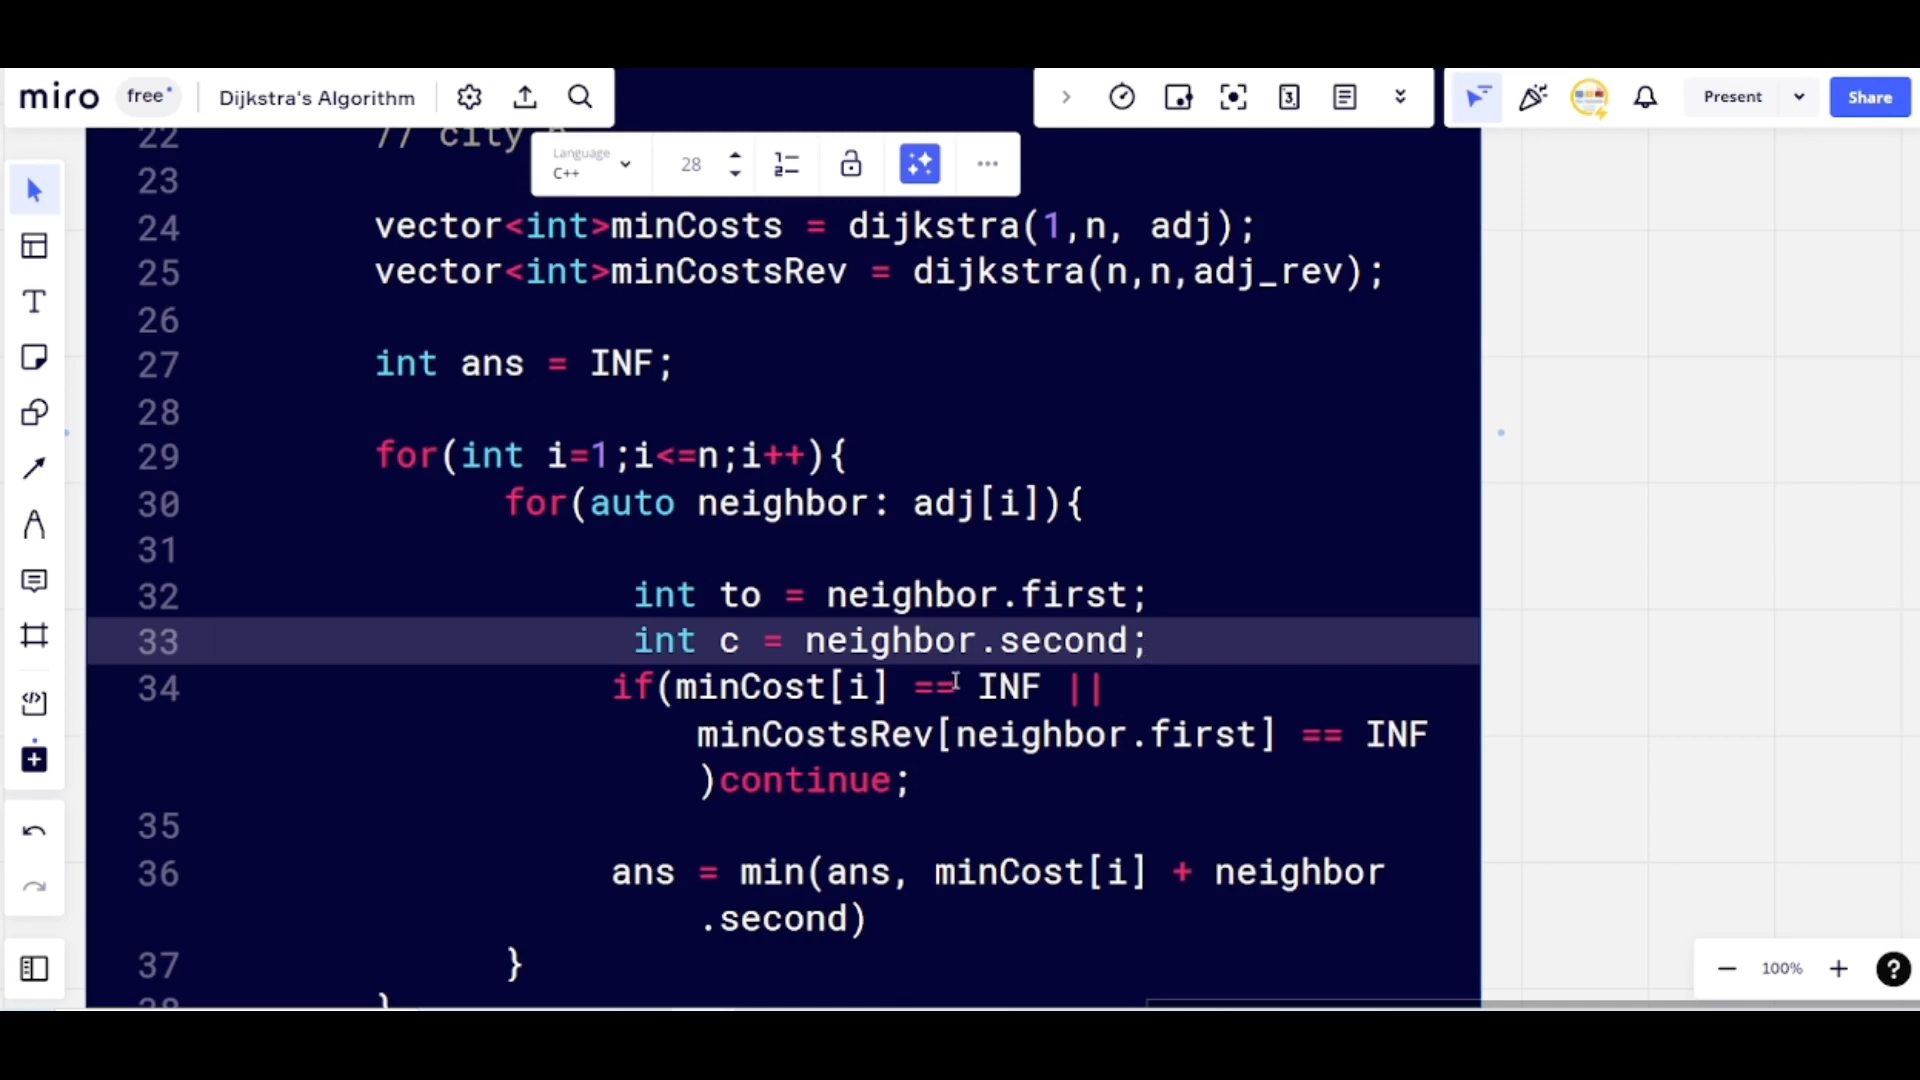 miro free Dijkstra's Algorithm 3 Present Share
Language
C++ 28
22 // city
23
24 vector<int>minCosts = dijkstra(1,n, adj);
25 vector<int>minCostsRev = dijkstra(n,n,adj_rev);
26
27 int ans = INF;
28
29 for(int i=1;i<=n;i++){
30 for(auto neighbor: adj[i]){
31
32 int to = neighbor.first;
33 int c = neighbor.second;
34 if(minCost[i] == INF ||
minCostsRev[neighbor.first] == INF
)continue;
35
36 ans = min(ans, minCost[i] + neighbor
.second)
37 }
38 }
100%
?